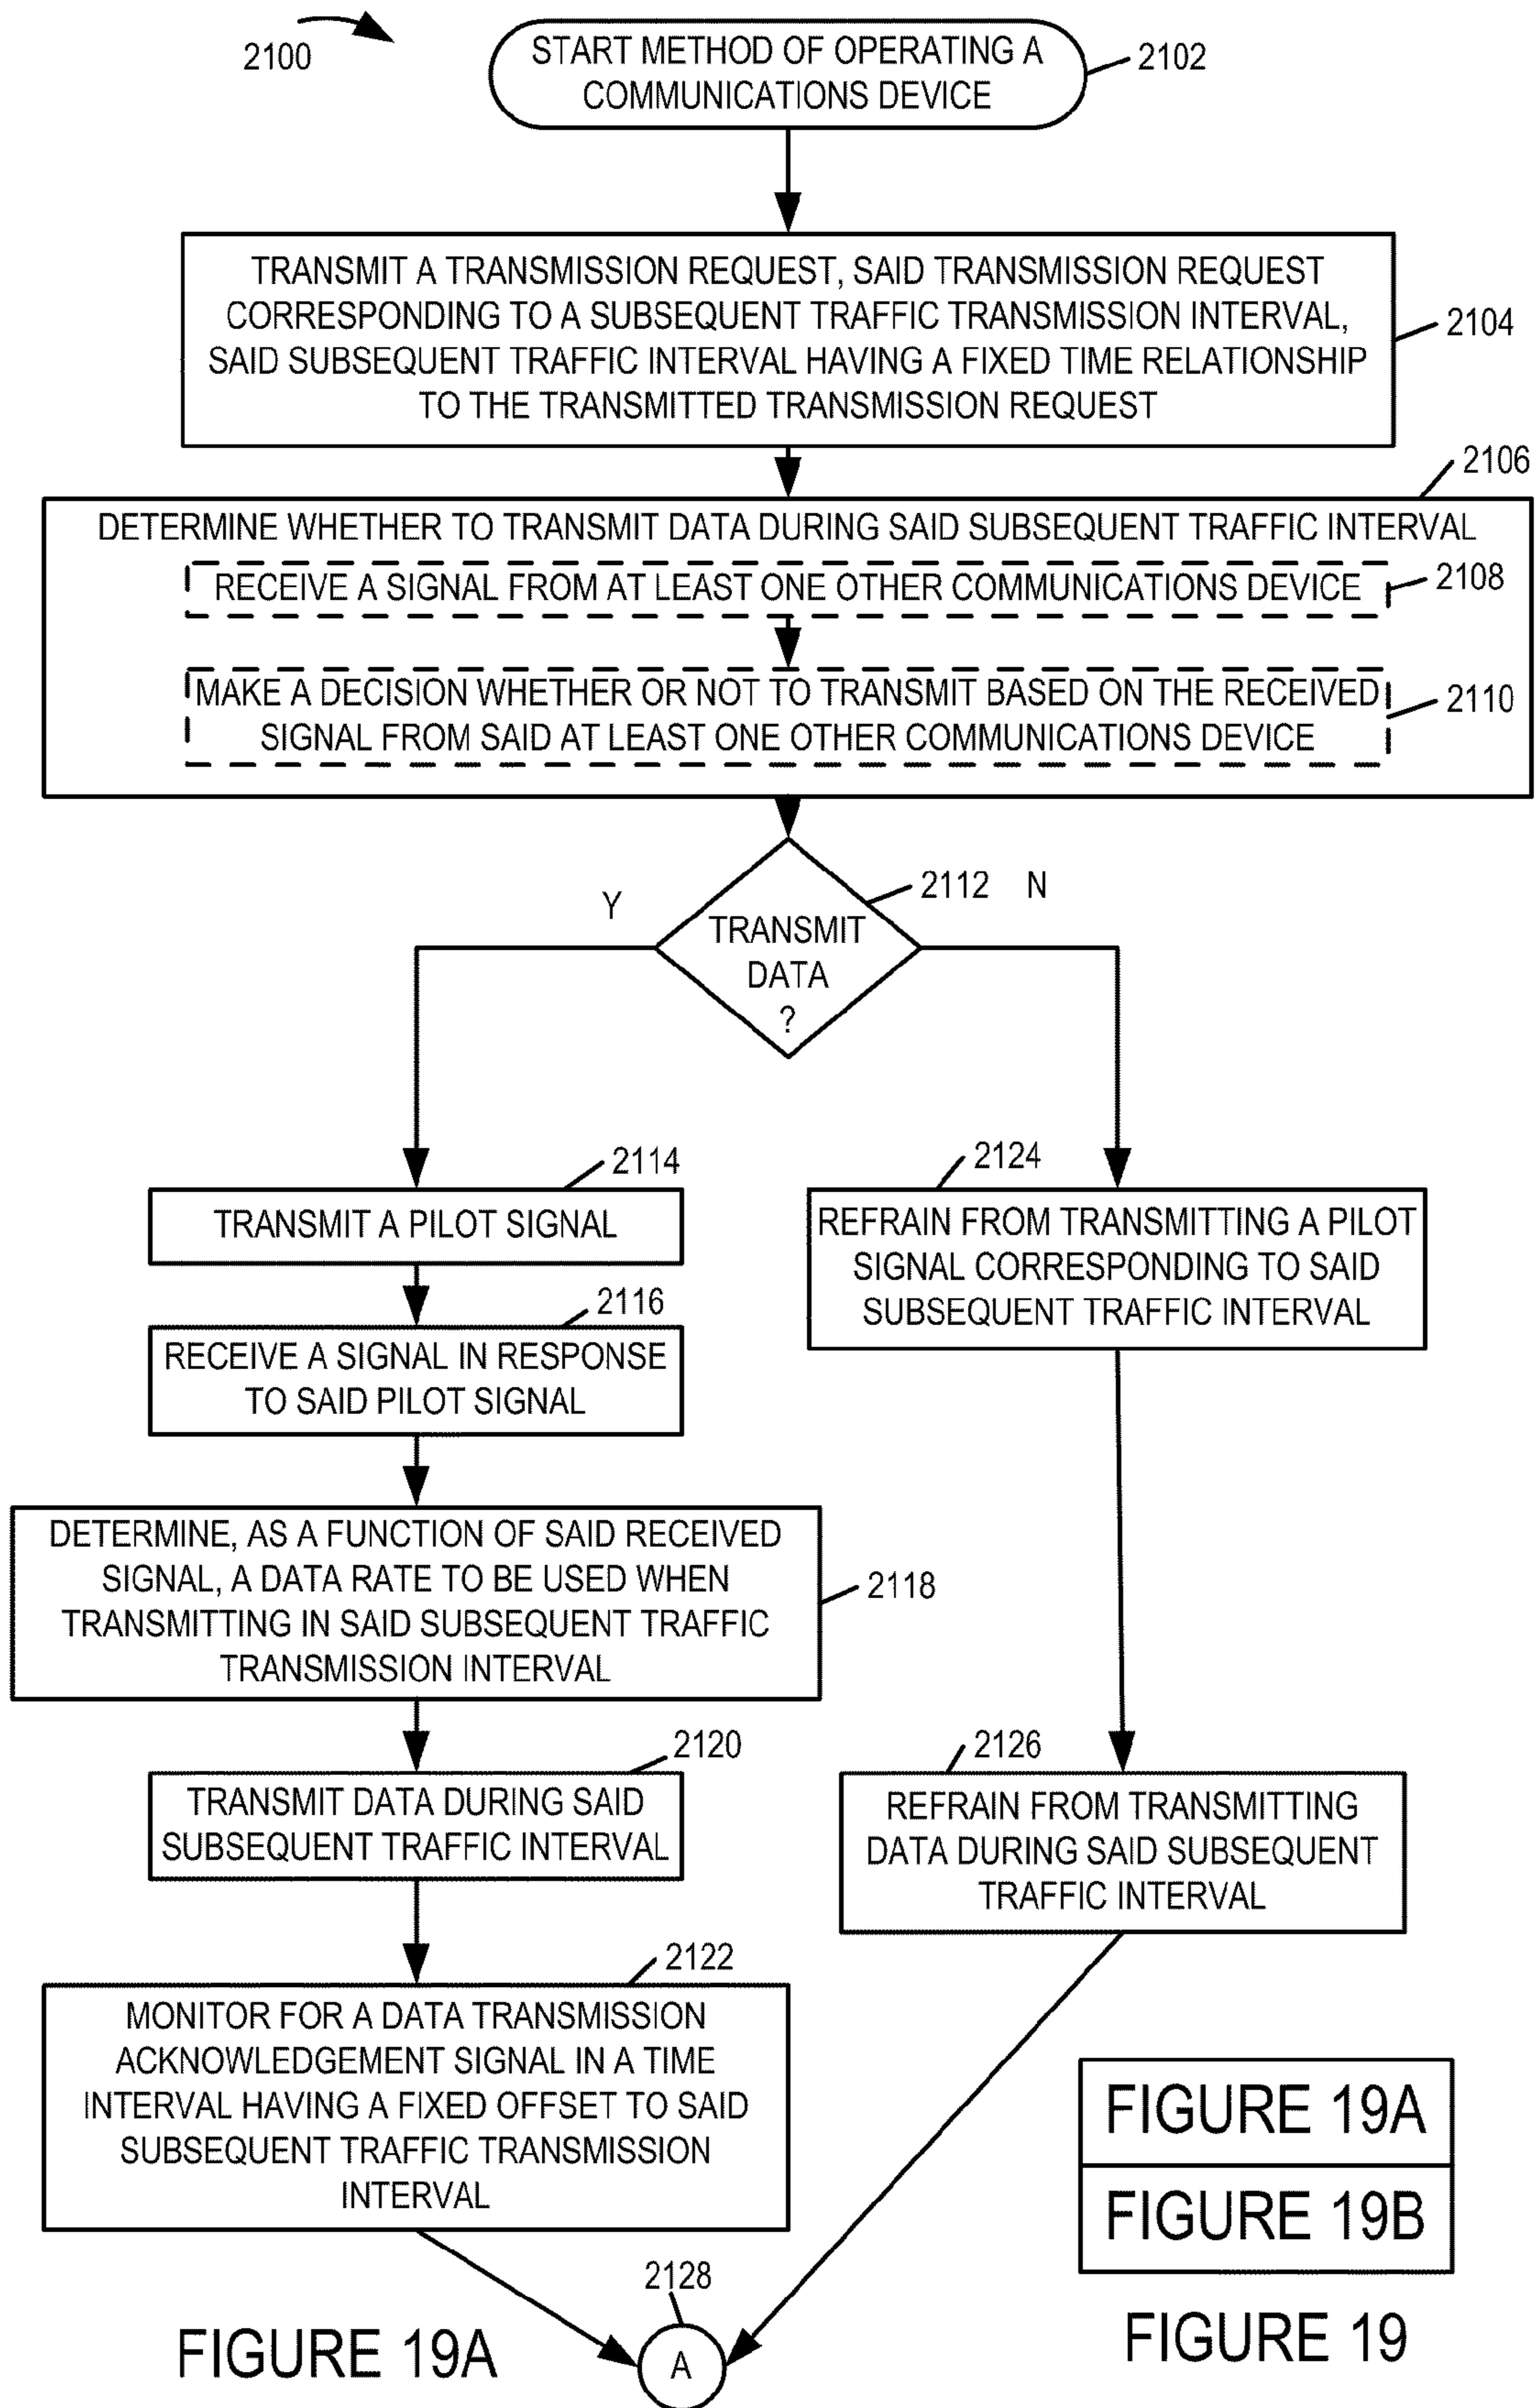 2100
START METHOD OF OPERATING A
COMMUNICATIONS DEVICE
2102
TRANSMIT A TRANSMISSION REQUEST, SAID TRANSMISSION REQUEST
CORRESPONDING TO A SUBSEQUENT TRAFFIC TRANSMISSION INTERVAL,
SAID SUBSEQUENT TRAFFIC INTERVAL HAVING A FIXED TIME RELATIONSHIP
TO THE TRANSMITTED TRANSMISSION REQUEST
2104
2106
DETERMINE WHETHER TO TRANSMIT DATA DURING SAID SUBSEQUENT TRAFFIC INTERVAL
RECEIVE A SIGNAL FROM AT LEAST ONE OTHER COMMUNICATIONS DEVICE
2108
MAKE A DECISION WHETHER OR NOT TO TRANSMIT BASED ON THE RECEIVED
SIGNAL FROM SAID AT LEAST ONE OTHER COMMUNICATIONS DEVICE
2110
Y
2112
N
TRANSMIT
DATA
?
2114
TRANSMIT A PILOT SIGNAL
2116
RECEIVE A SIGNAL IN RESPONSE
TO SAID PILOT SIGNAL
DETERMINE, AS A FUNCTION OF SAID RECEIVED
SIGNAL, A DATA RATE TO BE USED WHEN
TRANSMITTING IN SAID SUBSEQUENT TRAFFIC
TRANSMISSION INTERVAL
2118
2120
TRANSMIT DATA DURING SAID
SUBSEQUENT TRAFFIC INTERVAL
2122
MONITOR FOR A DATA TRANSMISSION
ACKNOWLEDGEMENT SIGNAL IN A TIME
INTERVAL HAVING A FIXED OFFSET TO SAID
SUBSEQUENT TRAFFIC TRANSMISSION
INTERVAL
2124
REFRAIN FROM TRANSMITTING A PILOT
SIGNAL CORRESPONDING TO SAID
SUBSEQUENT TRAFFIC INTERVAL
2126
REFRAIN FROM TRANSMITTING
DATA DURING SAID SUBSEQUENT
TRAFFIC INTERVAL
2128
A
FIGURE 19A
FIGURE 19A
FIGURE 19B
FIGURE 19